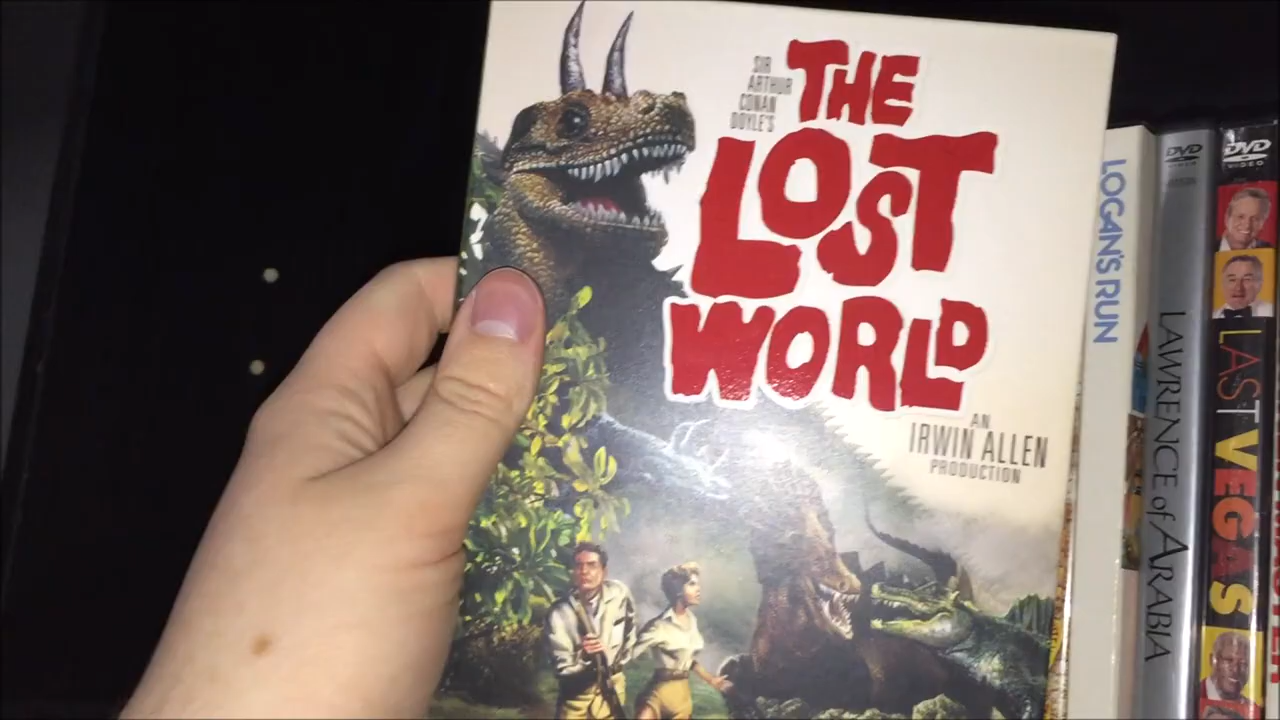 SIR
ARTHUR
CONAN
DOYLE'S
THE
LOST
WORLD
AN
IRWIN ALLEN
PRODUCTION
LOGAN'S RUN
DVD
LAWRENCE of ARABIA
DVD
VIDEO
LAST VEGAS